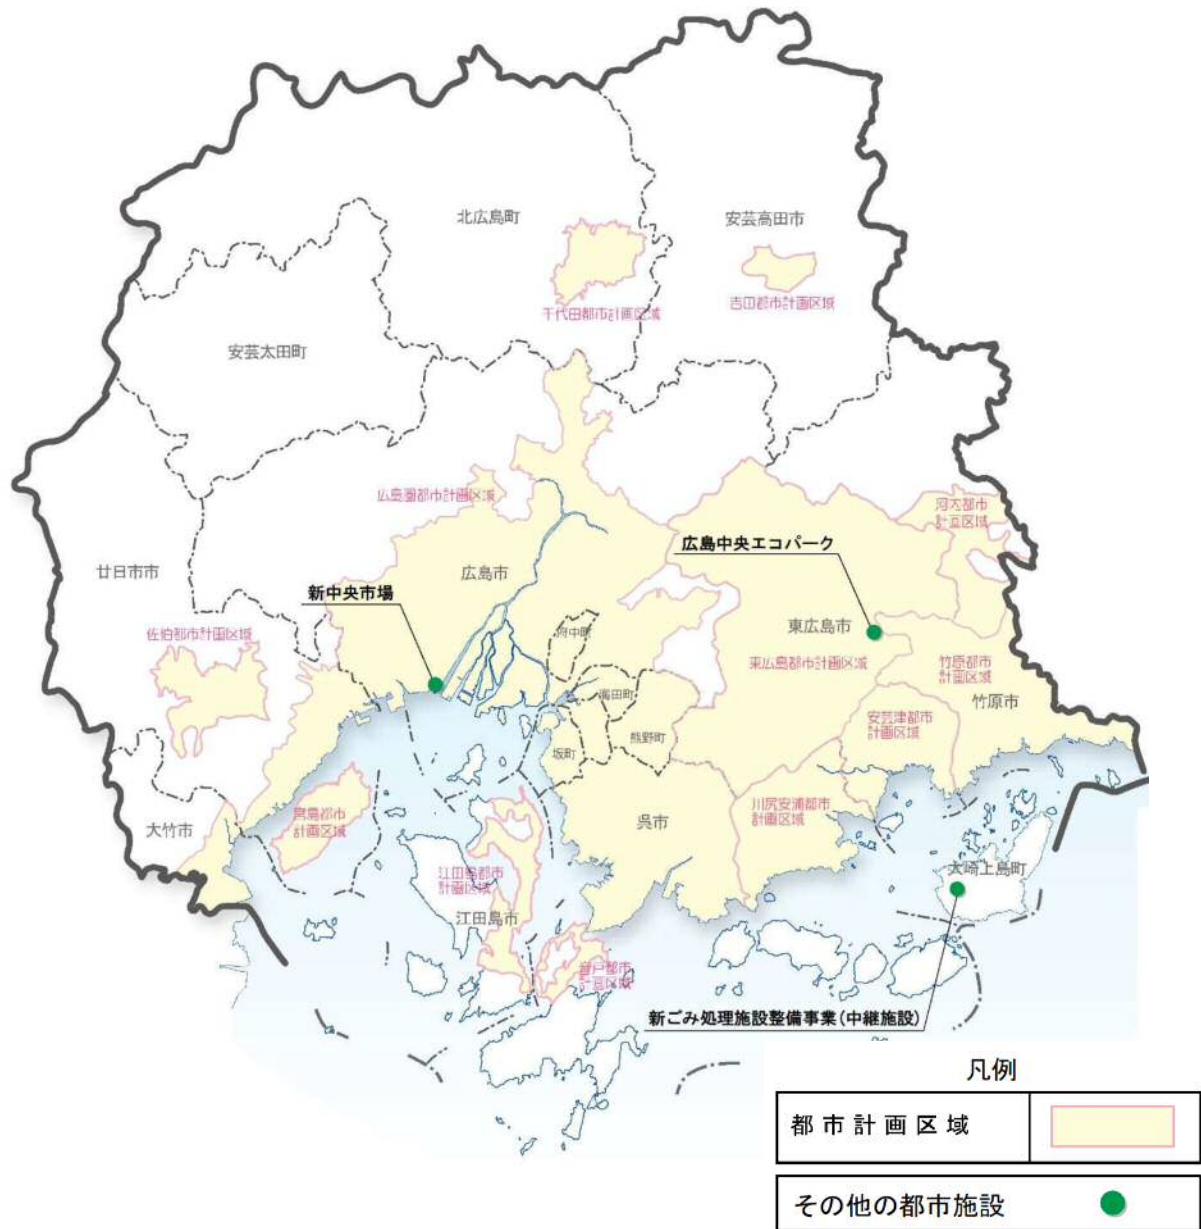 北広島町
安芸高田市
千代田都市計画区域
吉田都市計画区域
安芸太田町
広島圏都市計画区域
河内都市
計画区域
広島中央エコパーク
廿日市市
広島市
新中央市場
佐伯都市計画区域
府中町
東広島市
東広島都市計画区域
竹原都市
計画区域
海田町
竹原市
安芸津都市
計画区域
熊野町
坂町
宮島都市
計画区域
川尻安浦都市
計画区域
大竹市
呉市
江田島都市
計画区域
大崎上島町
江田島市
音戸都市
計画区域
新ごみ処理施設整備事業(中継施設)
凡例
都市計画区域
その他の都市施設